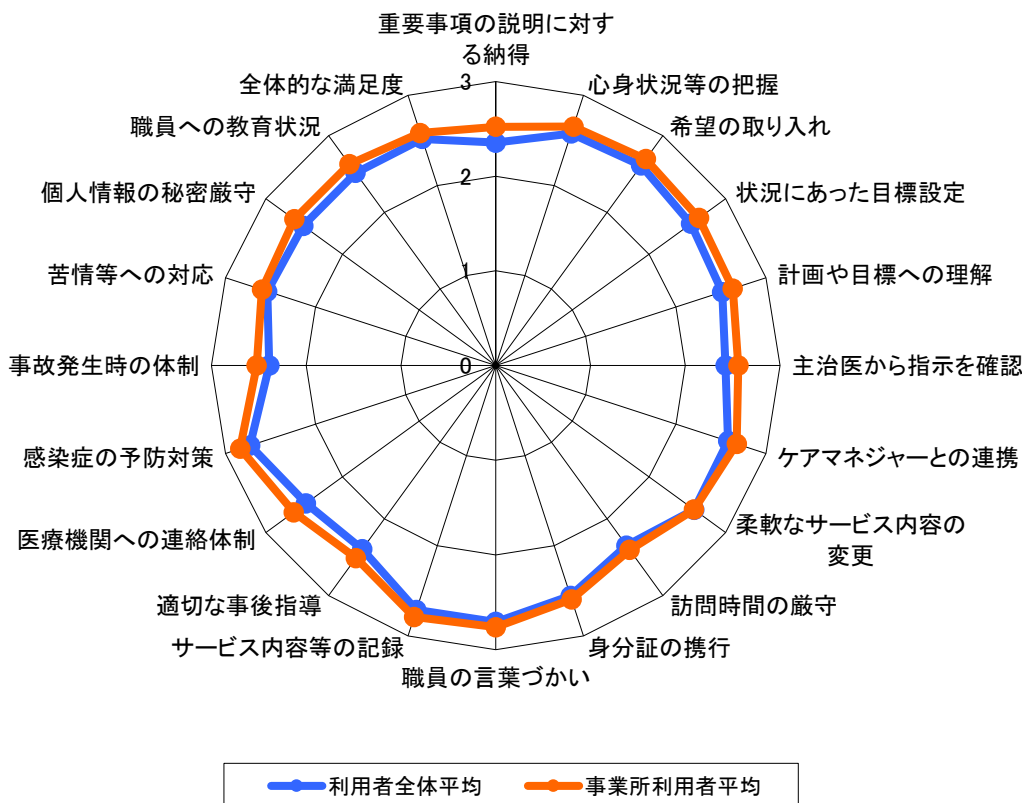 重要事項の説明に対す
る納得
心身状況等の把握
希望の取り入れ
状況にあった目標設定
計画や目標への理解
主治医から指示を確認
ケアマネジャーとの連携
柔軟なサービス内容の
変更
訪問時間の厳守
身分証の携行
職員の言葉づかい
サービス内容等の記録
適切な事後指導
医療機関への連絡体制
感染症の予防対策
事故発生時の体制
苦情等への対応
個人情報の秘密厳守
職員への教育状況
全体的な満足度
3
2
1
0
利用者全体平均
事業所利用者平均